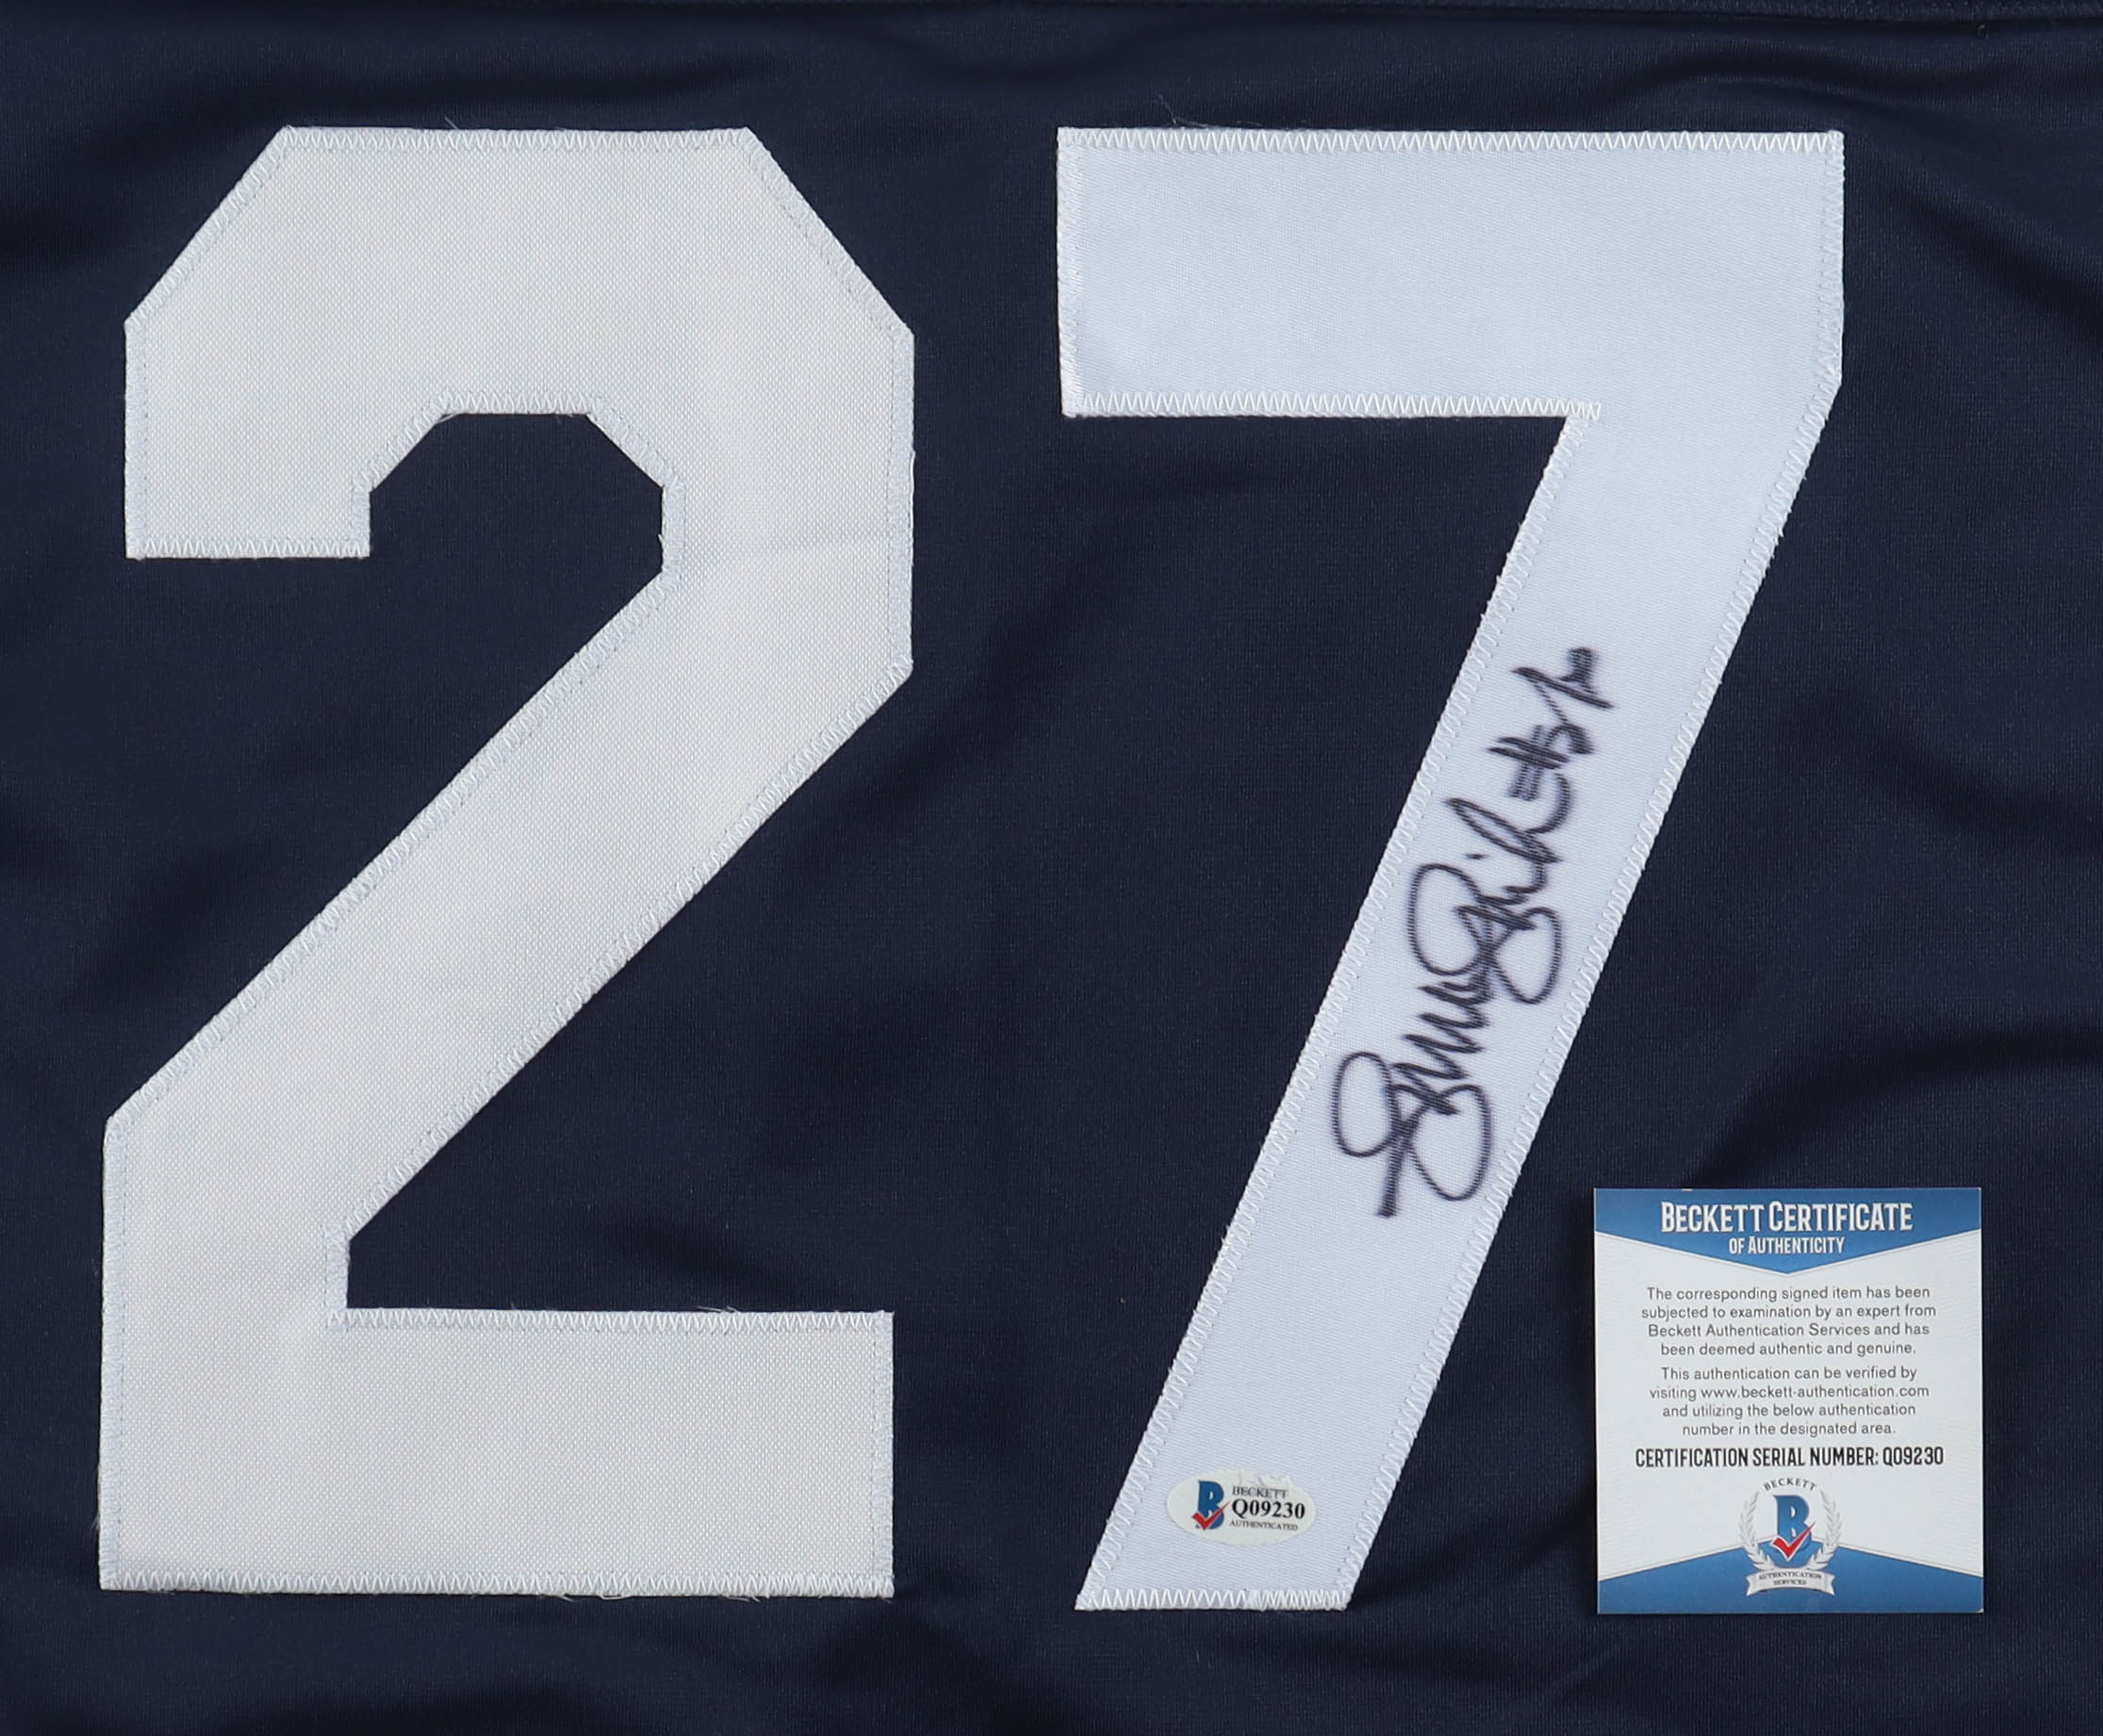 27
BECKETT
Q09230
AUTHENTICATED
BECKETT CERTIFICATE
OF AUTHENTICITY
The corresponding signed item has been
subjected to examination by an expert from
Beckett Authentication Services and has
been deemed authentic and genuine.
This authentication can be verified by
visiting www.beckett-authentication.com
and utilizing the below authentication
number in the designated area.
CERTIFICATION SERIAL NUMBER: Q09230
BECKETT
B
AUTHENTICATION
SERVICES